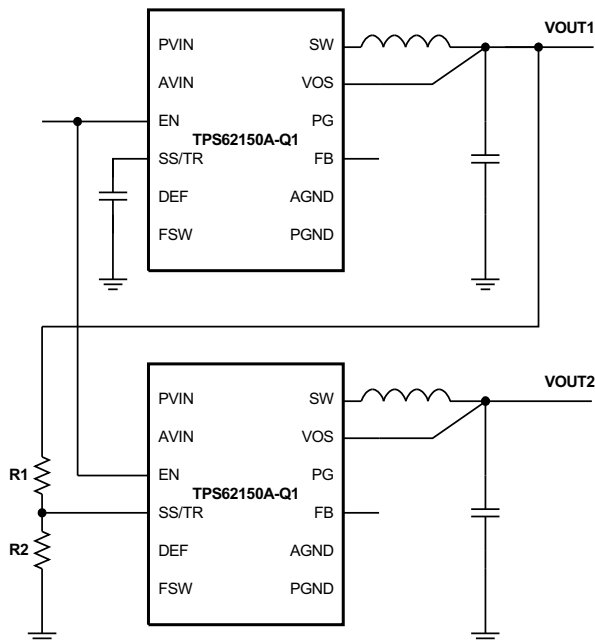 VOUT1
PVIN SW
AVIN VOS
EN PG
TPS62150A-Q1
SS/TR FB
DEF AGND
FSW PGND
VOUT2
PVIN SW
AVIN VOS
R1 EN PG
TPS62150A-Q1
SS/TR FB
R2 DEF AGND
FSW PGND